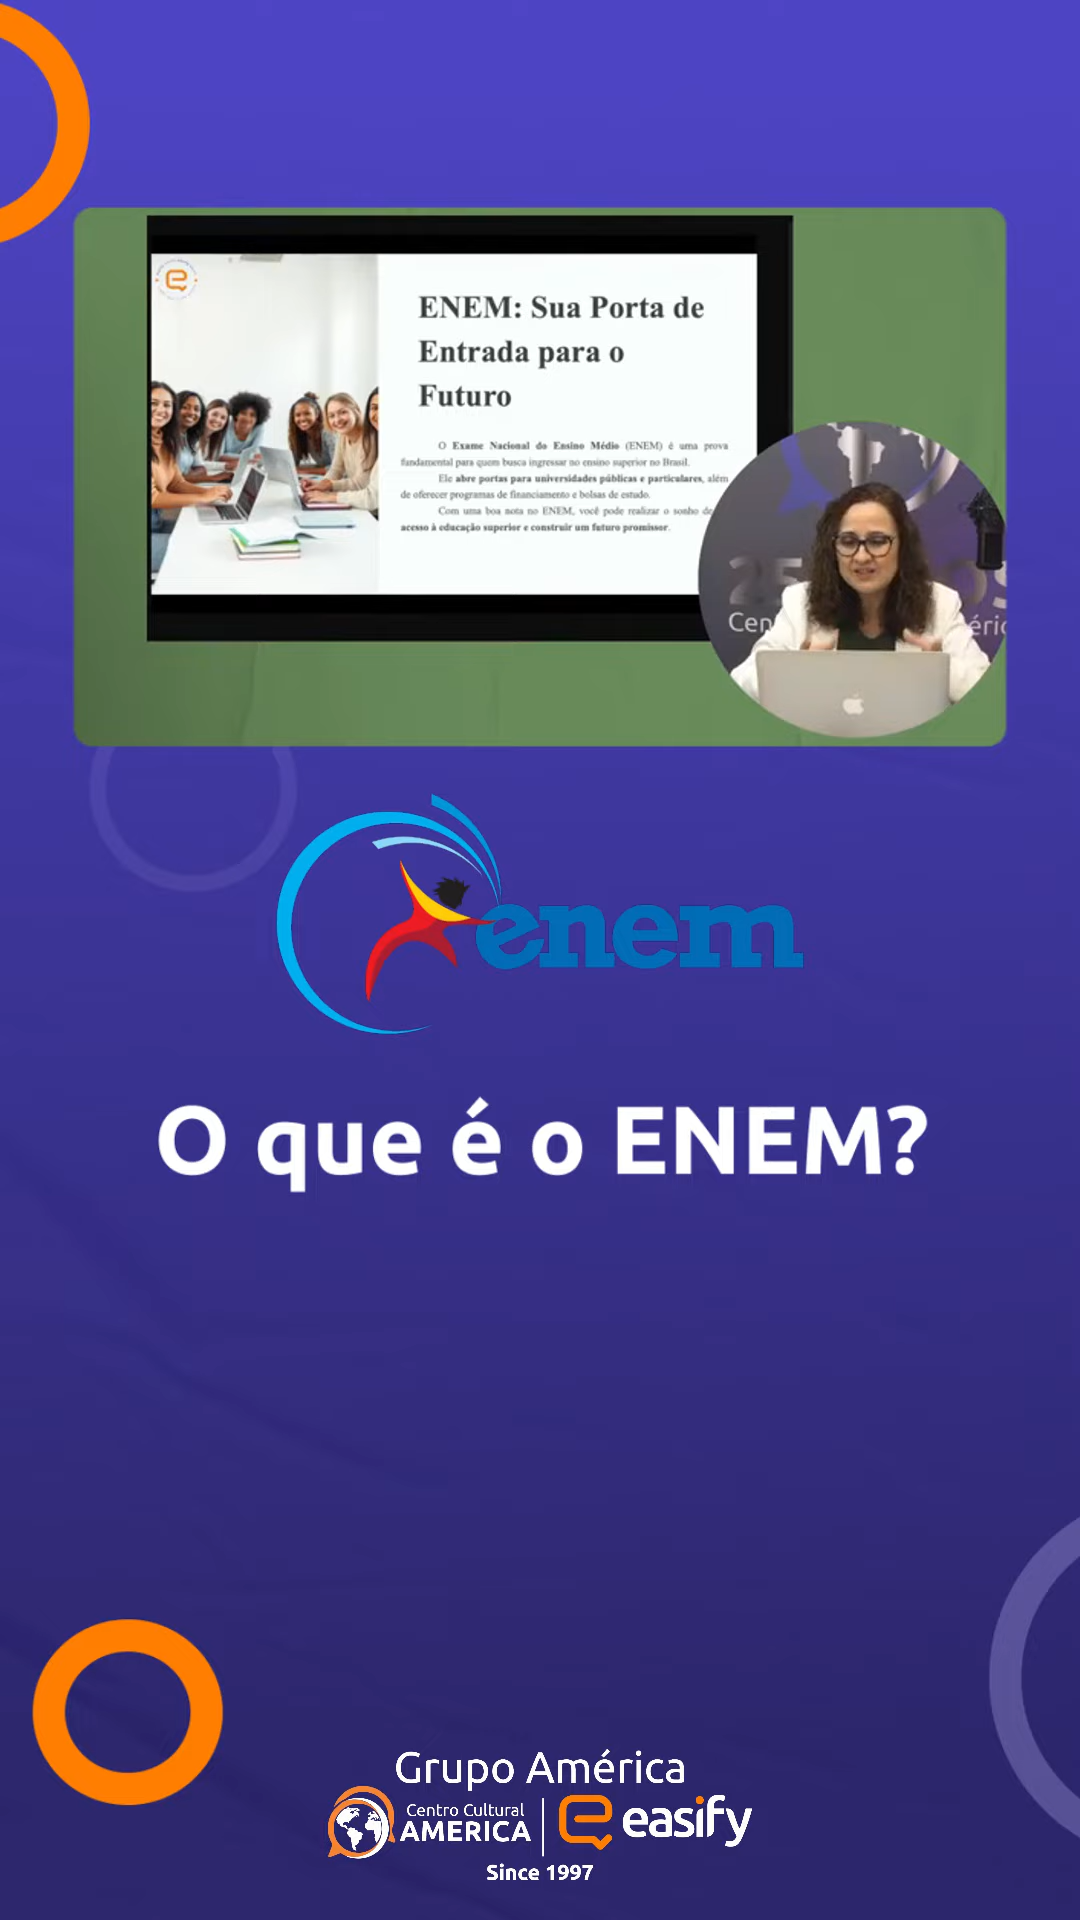 ENEM: Sua Porta de
Entrada para o
Futuro
O Exame Nacional do Ensino Médio (ENEM) é uma prova
fundamental para quem busca ingressar no ensino superior no Brasil.
Ele abre portas para universidades públicas e particulares, além
de oferecer programas de financiamento e bolsas de estudo.
Com uma boa nota no ENEM, você pode realizar o sonho de
acesso à educação superior e construir um futuro promissor.
25
Cen
enem
O que é o ENEM?
Grupo América
Centro Cultural
AMERICA
easify
Since 1997